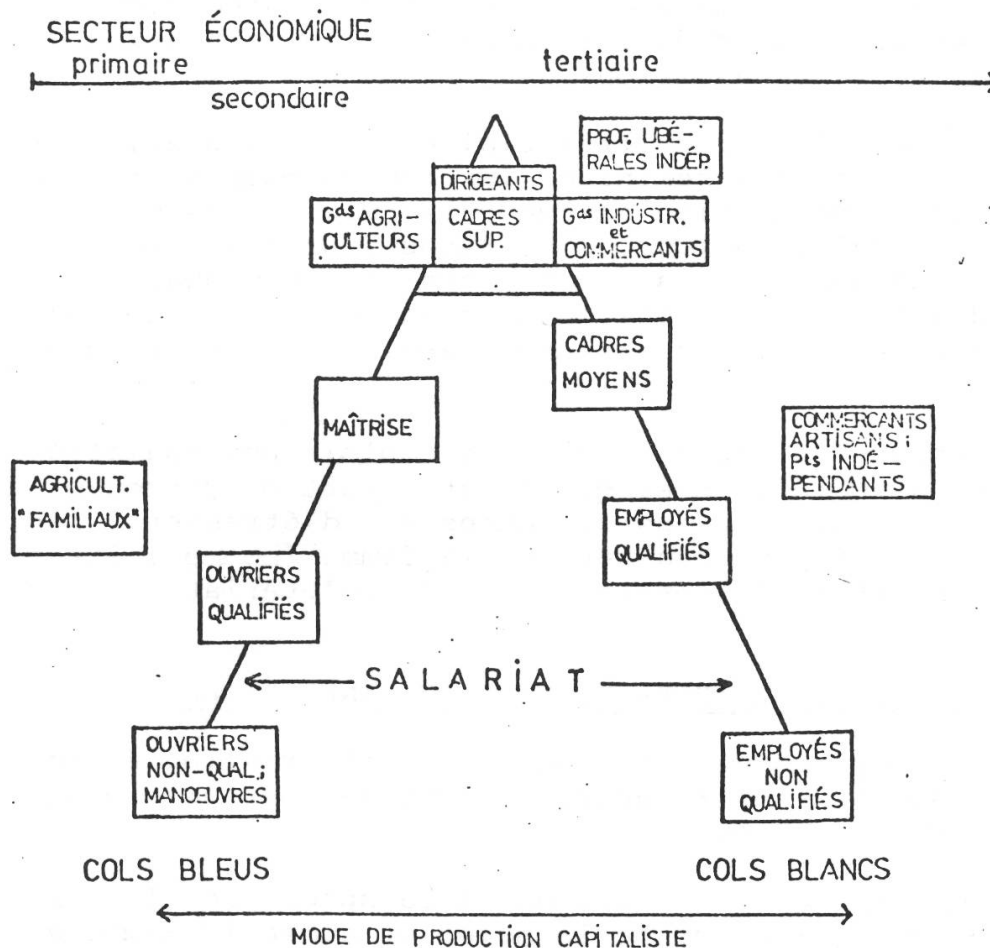 SECTEUR ÉCONOMIQUE
primaire
tertiaire
secondaire
PROF. LIBÉ-
RALES INDÉP.
DIRIGEANTS
Gds AGRI-
CULTEURS
CADRES
SUP.
Gds INDUSTR.
et
COMMERCANTS
CADRES
MOYENS
MAÎTRISE
COMMERCANTS
ARTISANS;
Pts INDÉ-
PENDANTS
AGRICULT.
"FAMILIAUX"
EMPLOYÉS
QUALIFIÉS
OUVRIERS
QUALIFIÉS
SALARIAT
OUVRIERS
NON-QUAL;
MANŒUVRES
EMPLOYÉS
NON
QUALIFIÉS
COLS BLEUS
COLS BLANCS
MODE DE PRODUCTION CAPITALISTE